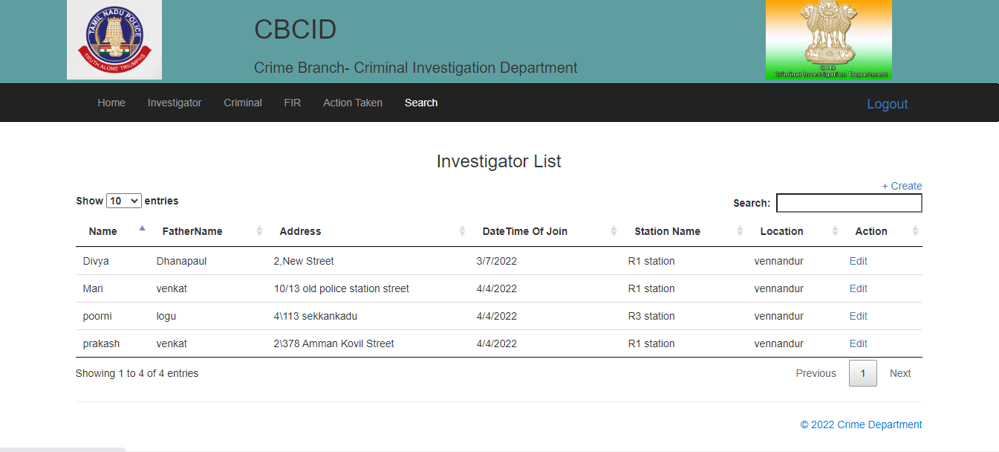 TAMIL NADU POLICE
TRUTH ALONE TRIUMPHS
CBCID
Crime Branch- Criminal Investigation Department
CID
Criminal Investigation Department
Home Investigator Criminal FIR Action Taken Search Logout
Investigator List
+ Create
Show 10 entries Search:
Name FatherName Address DateTime Of Join Station Name Location Action
Divya Dhanapaul 2,New Street 3/7/2022 R1 station vennandur Edit
Mari venkat 10/13 old police station street 4/4/2022 R1 station vennandur Edit
poorni logu 4\113 sekkankadu 4/4/2022 R3 station vennandur Edit
prakash venkat 2\378 Amman Kovil Street 4/4/2022 R1 station vennandur Edit
Showing 1 to 4 of 4 entries Previous 1 Next
© 2022 Crime Department